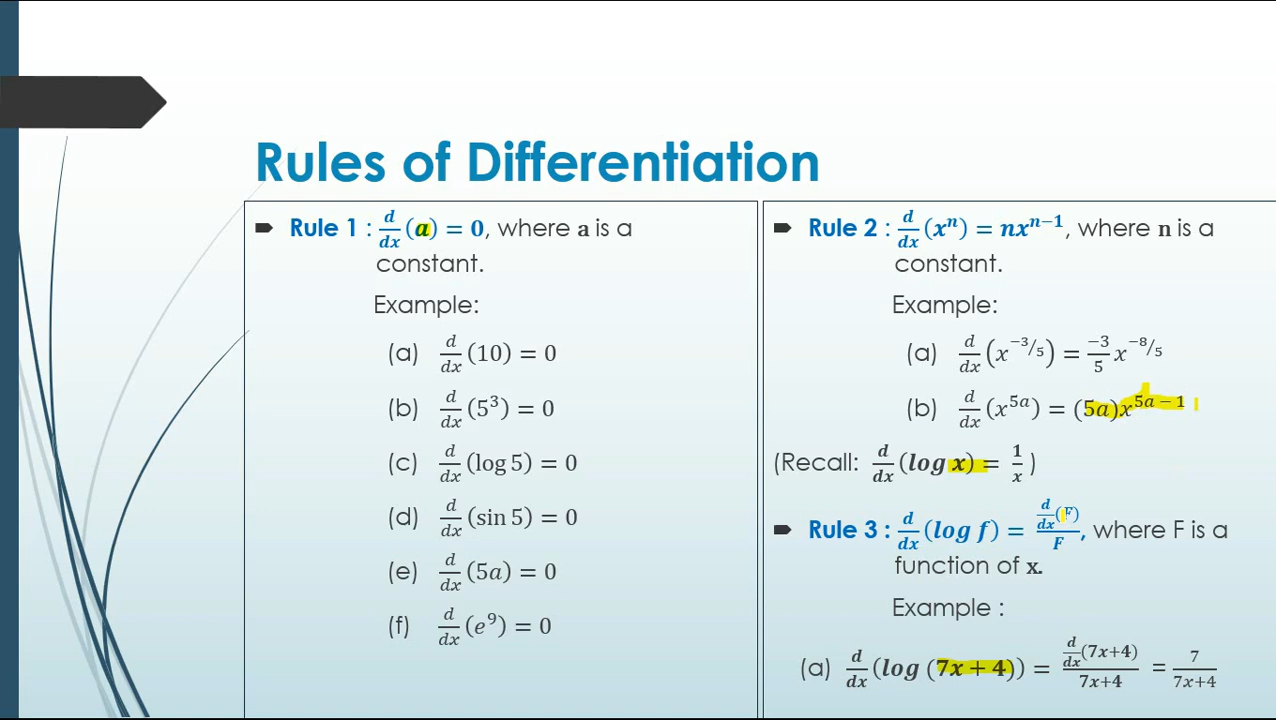 Rules of Differentiation
Rule 1 : d/dx (a) = 0, where a is a
constant.
Example:
(a) d/dx (10) = 0
(b) d/dx (5³) = 0
(c) d/dx (log 5) = 0
(d) d/dx (sin 5) = 0
(e) d/dx (5a) = 0
(f) d/dx (e⁹) = 0
Rule 2 : d/dx (xⁿ) = nxⁿ⁻¹, where n is a
constant.
Example:
(a) d/dx (x^(−3/5)) = −3/5 x^(−8/5)
(b) d/dx (x^(5a)) = (5a)x^(5a − 1)
(Recall: d/dx (log x) = 1/x )
Rule 3 : d/dx (log f) = d/dx (F) / F, where F is a
function of x.
Example :
(a) d/dx (log (7x + 4)) = d/dx (7x+4) / 7x+4 = 7 / 7x+4